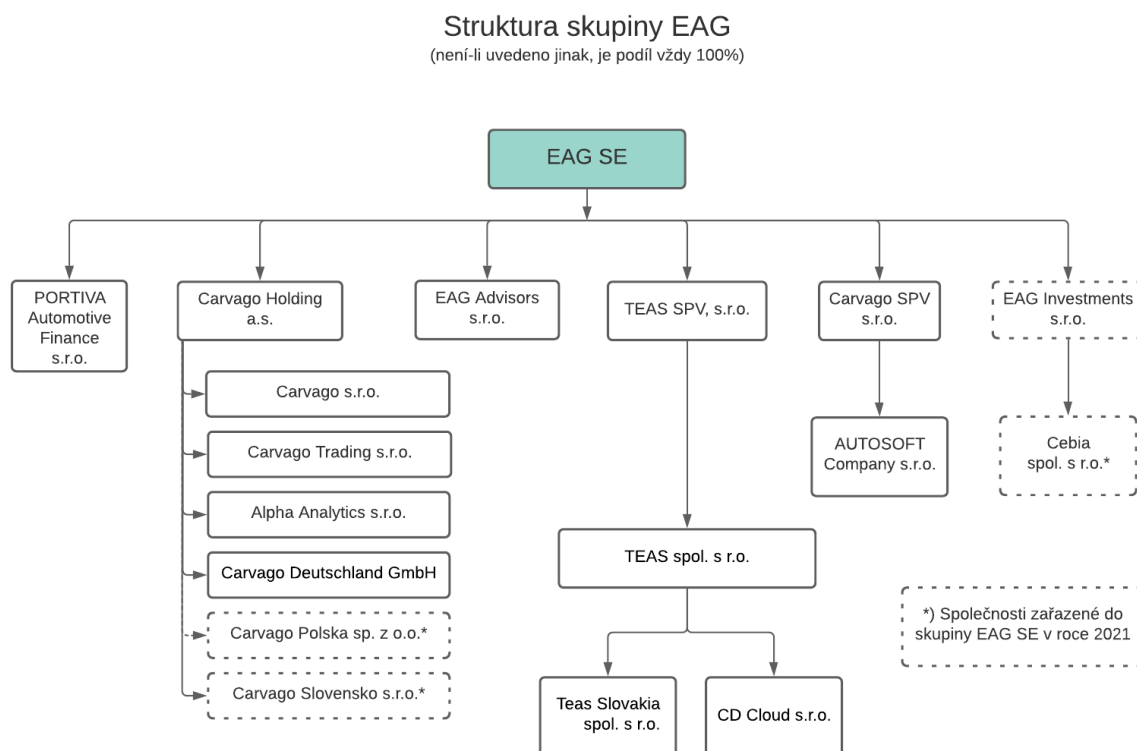 Struktura skupiny EAG
(není-li uvedeno jinak, je podíl vždy 100%)
EAG SE
PORTIVA
Automotive
Finance
s.r.o.
Carvago Holding
a.s.
EAG Advisors
s.r.o.
TEAS SPV, s.r.o.
Carvago SPV
s.r.o.
EAG Investments
s.r.o.
Carvago s.r.o.
Carvago Trading s.r.o.
Alpha Analytics s.r.o.
Carvago Deutschland GmbH
Carvago Polska sp. z o.o.*
Carvago Slovensko s.r.o.*
AUTOSOFT
Company s.r.o.
Cebia
spol. s r.o.*
TEAS spol. s r.o.
Teas Slovakia
spol. s r.o.
CD Cloud s.r.o.
*) Společnosti zařazené do
skupiny EAG SE v roce 2021